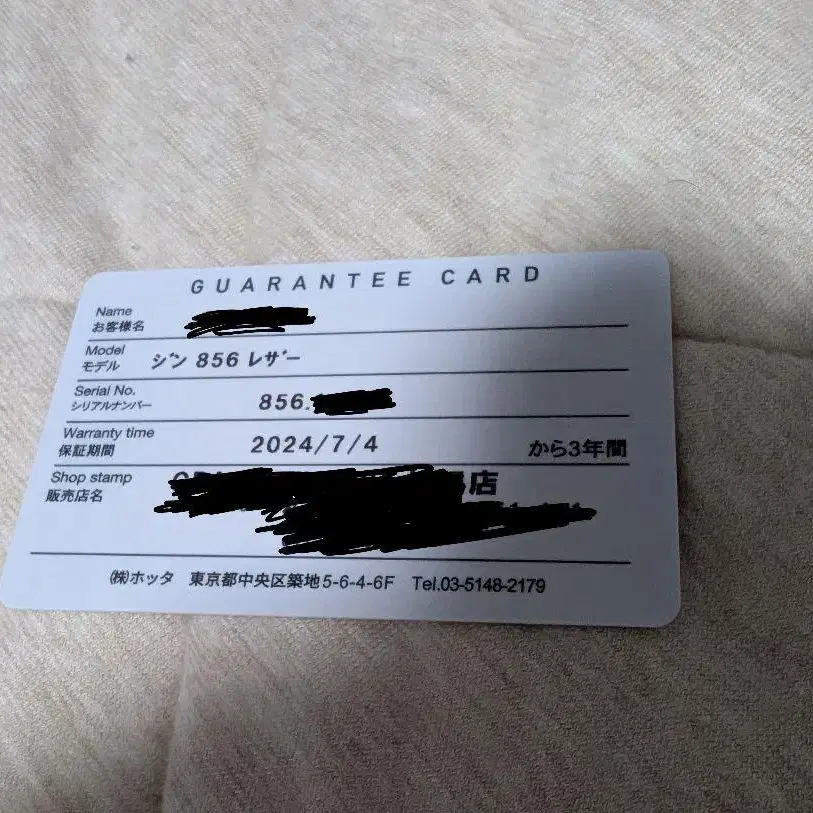 GUARANTEE CARD
Name
お客様名
Model
モデル ジン 856 レザー
Serial No.
シリアルナンバー 856.
Warranty time
保証期間 2024/7/4 から3年間
Shop stamp
販売店名 店
㈱ホッタ 東京都中央区築地5-6-4-6F Tel.03-5148-2179